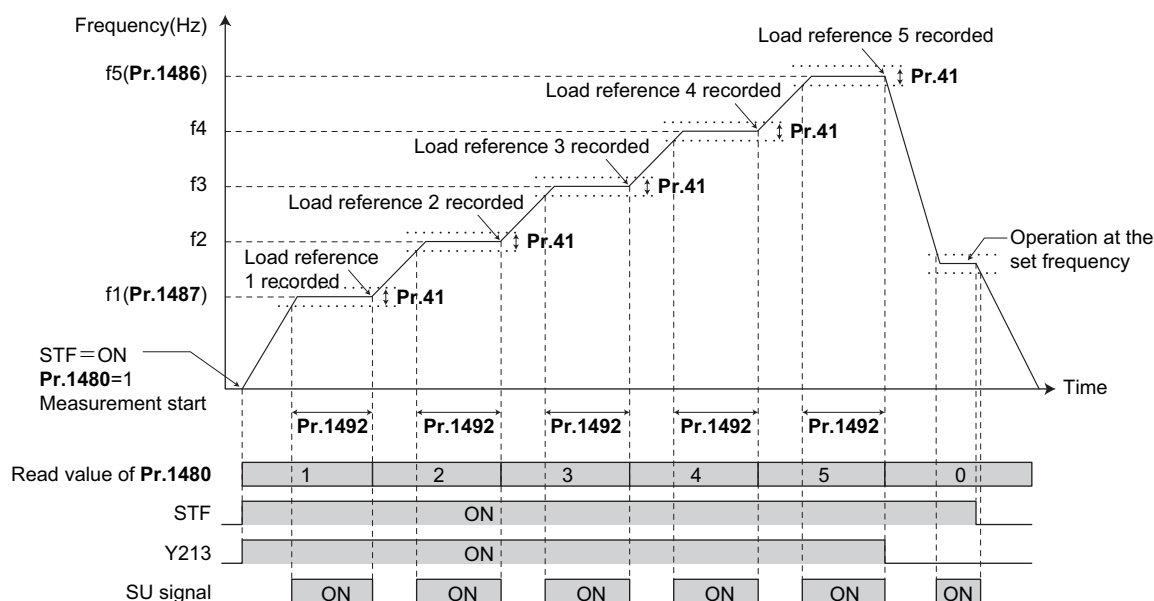 Frequency(Hz)
Load reference 5 recorded
f5(Pr.1486)
Pr.41
Load reference 4 recorded
f4
Pr.41
Load reference 3 recorded
f3
Pr.41
Load reference 2 recorded
f2
Pr.41
Operation at the
set frequency
Load reference
1 recorded
f1(Pr.1487)
Pr.41
STF=ON
Pr.1480=1
Measurement start
Time
Pr.1492 Pr.1492 Pr.1492 Pr.1492 Pr.1492
Read value of Pr.1480 1 2 3 4 5 0
STF ON
Y213 ON
SU signal ON ON ON ON ON ON